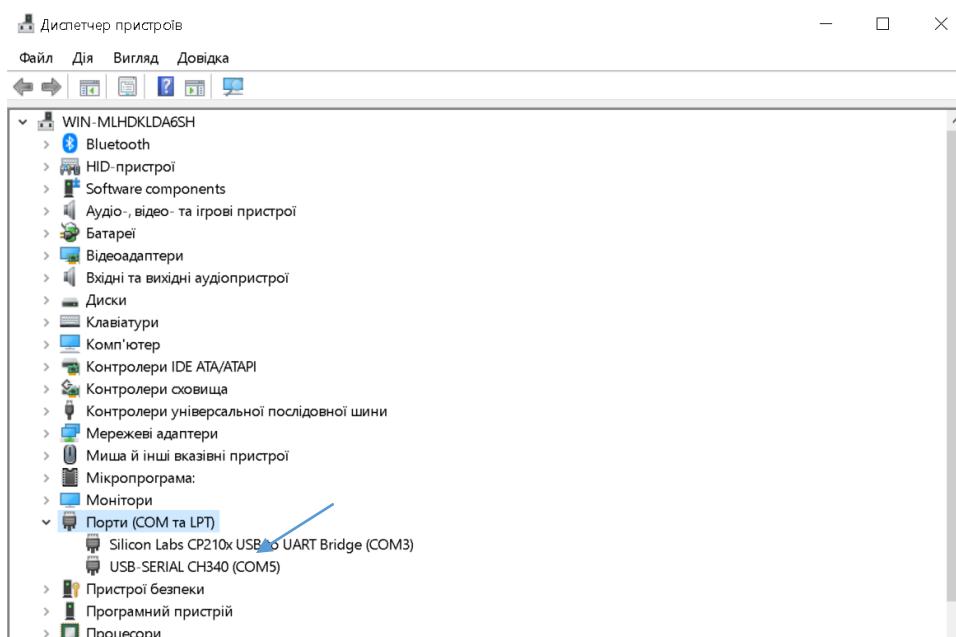 Диспетчер пристроїв
Файл Дія Вигляд Довідка
WIN-MLHDKLDA6SH
Bluetooth
HID-пристрої
Software components
Аудіо-, відео- та ігрові пристрої
Батареї
Відеоадаптери
Вхідні та вихідні аудіопристрої
Диски
Клавіатури
Комп'ютер
Контролери IDE ATA/ATAPI
Контролери сховища
Контролери універсальної послідовної шини
Мережеві адаптери
Миша й інші вказівні пристрої
Мікропрограма:
Монітори
Порти (COM та LPT)
Silicon Labs CP210x USB to UART Bridge (COM3)
USB-SERIAL CH340 (COM5)
Пристрої безпеки
Програмний пристрій
Процесори